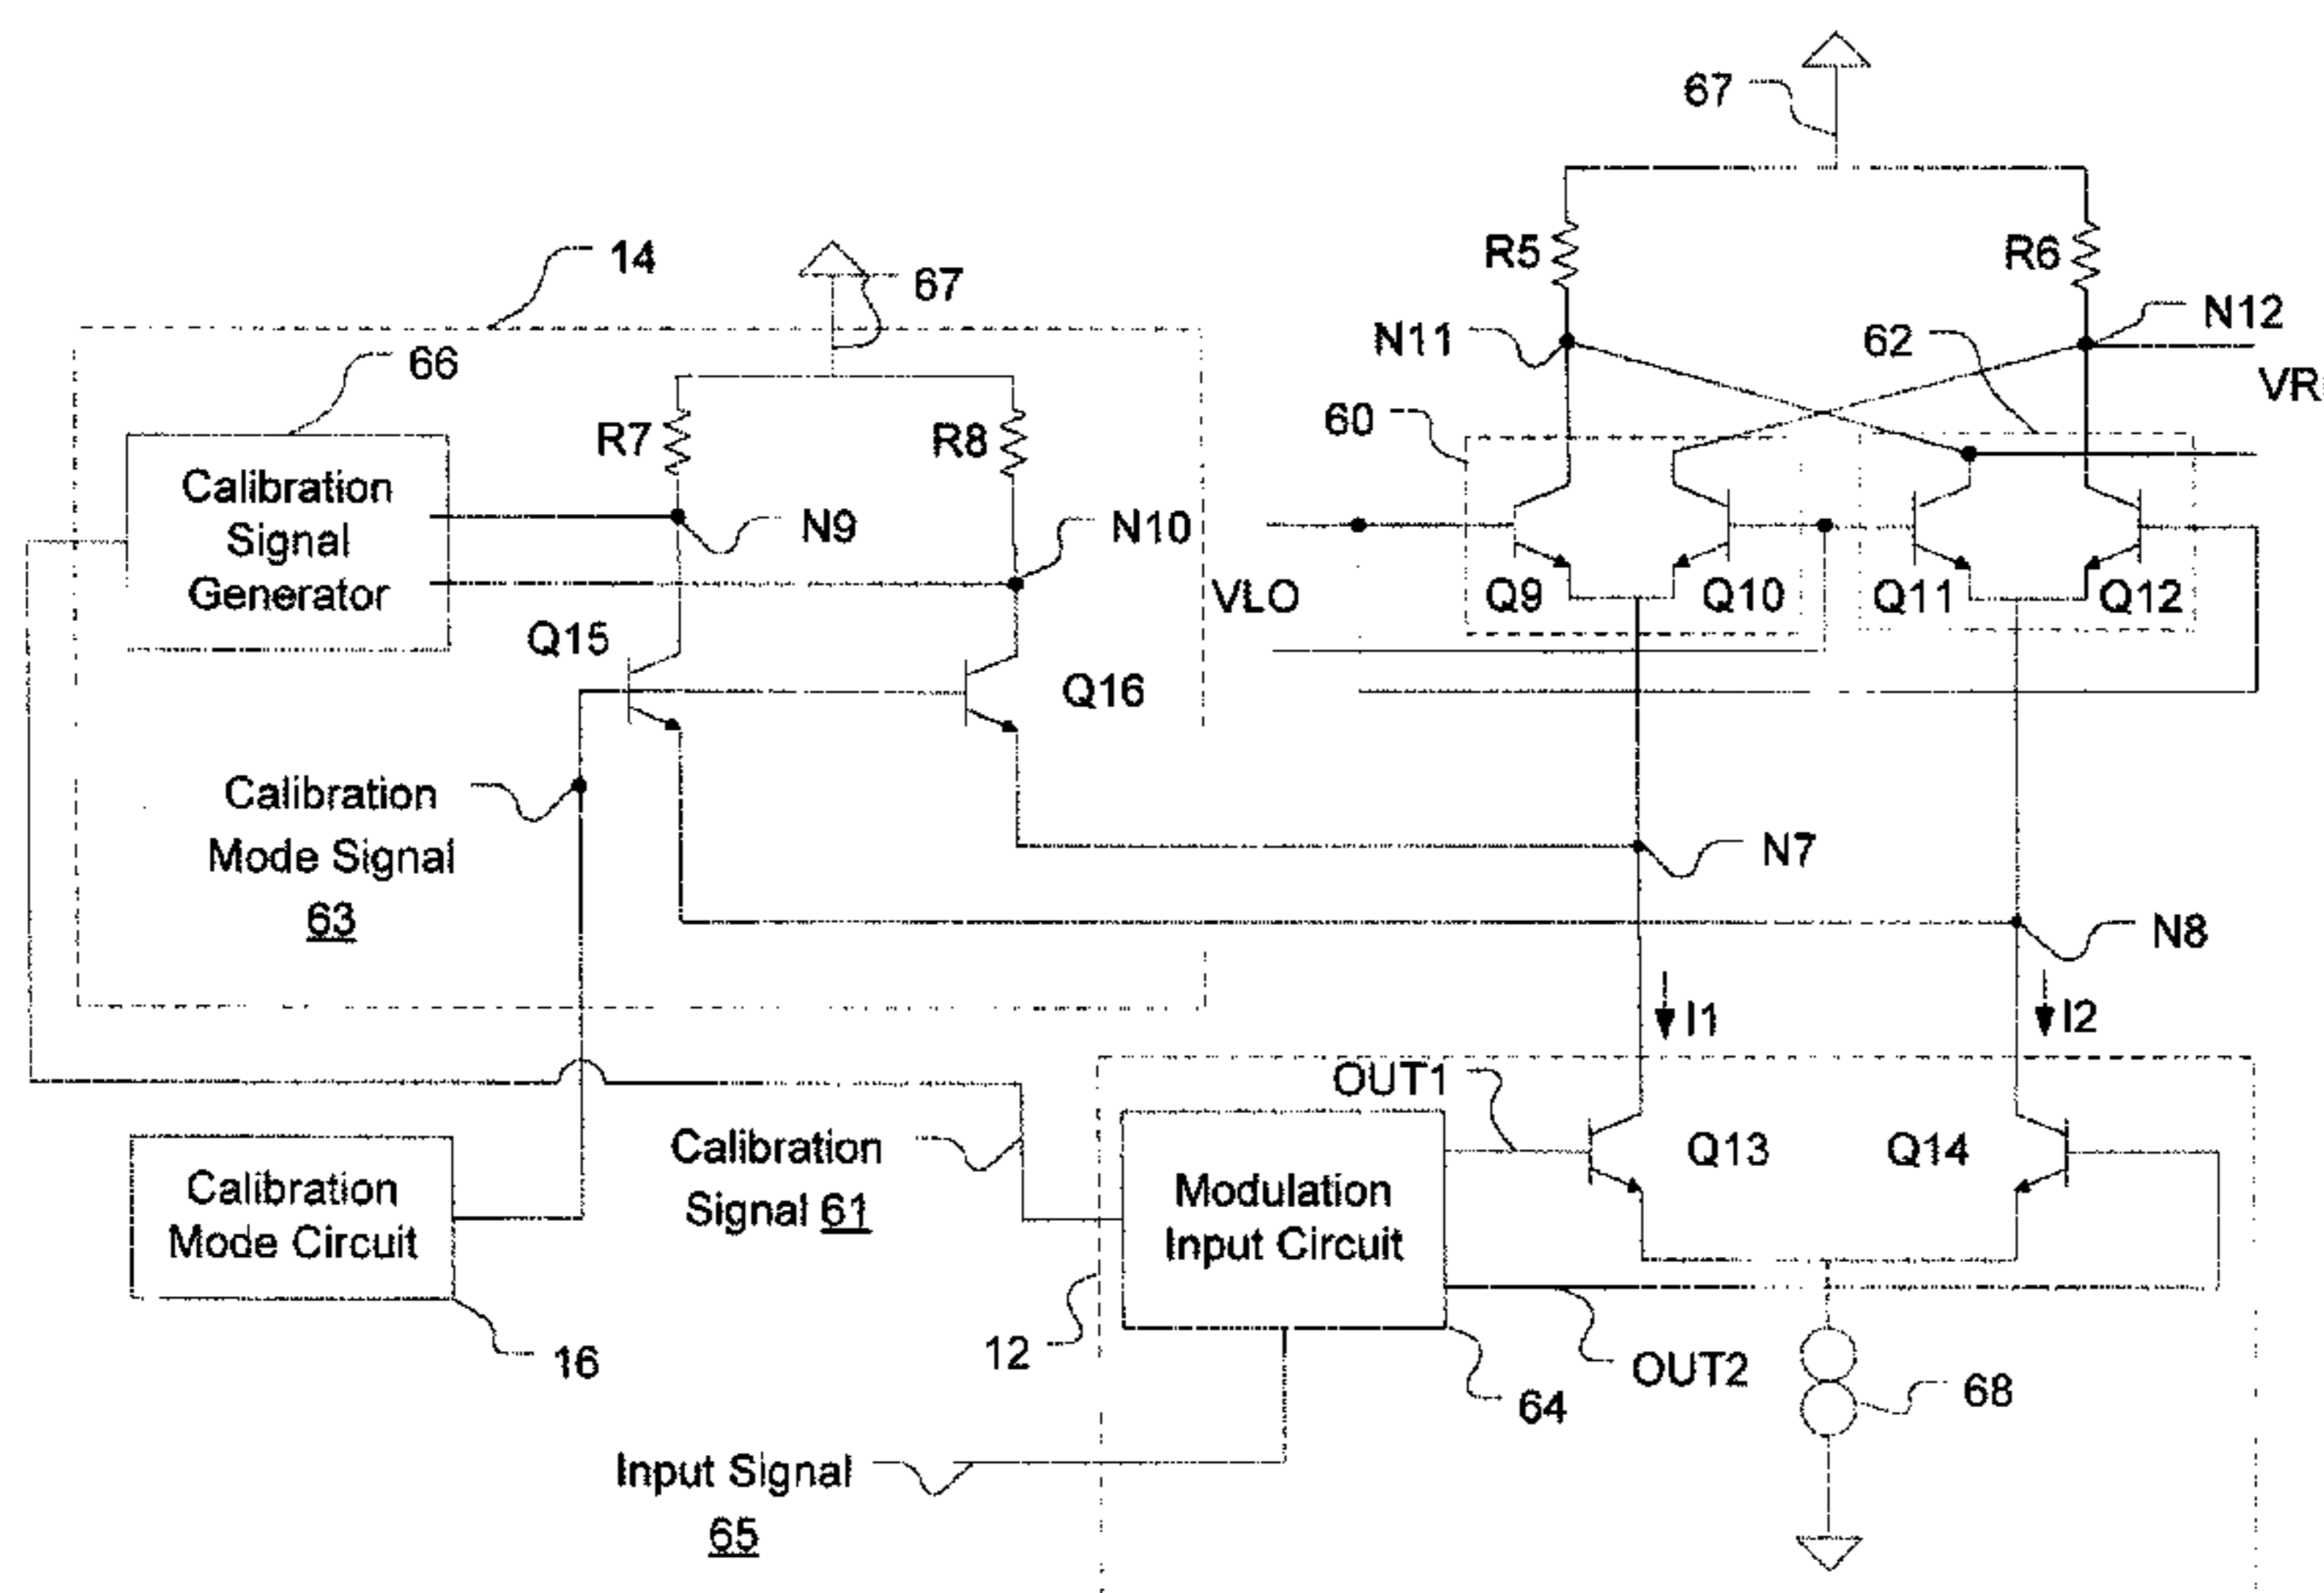 67
14
67
R5
R6
N11
N12
62
VR
66
60
R7
R8
Calibration
Signal
Generator
N9
N10
VLO
Q9
Q10
Q11
Q12
Q15
Q16
Calibration
Mode Signal
63
N7
N8
I1
I2
OUT1
Calibration
Signal 61
Q13
Q14
Calibration
Mode Circuit
Modulation
Input Circuit
12
16
OUT2
64
68
Input Signal
65